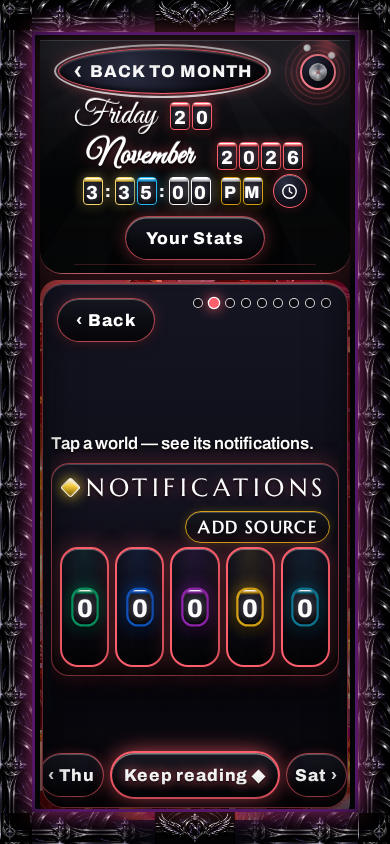 ‹ BACK TO MONTH
Friday 20
November 2026
3:35:00 PM
Your Stats
‹ Back
Tap a world — see its notifications.
NOTIFICATIONS
ADD SOURCE
0 0 0 0 0
‹ Thu Keep reading ◆ Sat ›